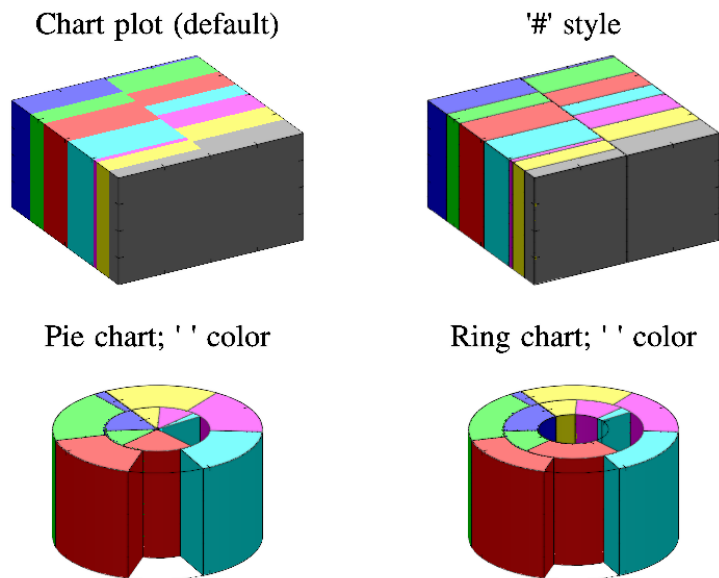 Chart plot (default)
'#' style
Pie chart; ' ' color
Ring chart; ' ' color